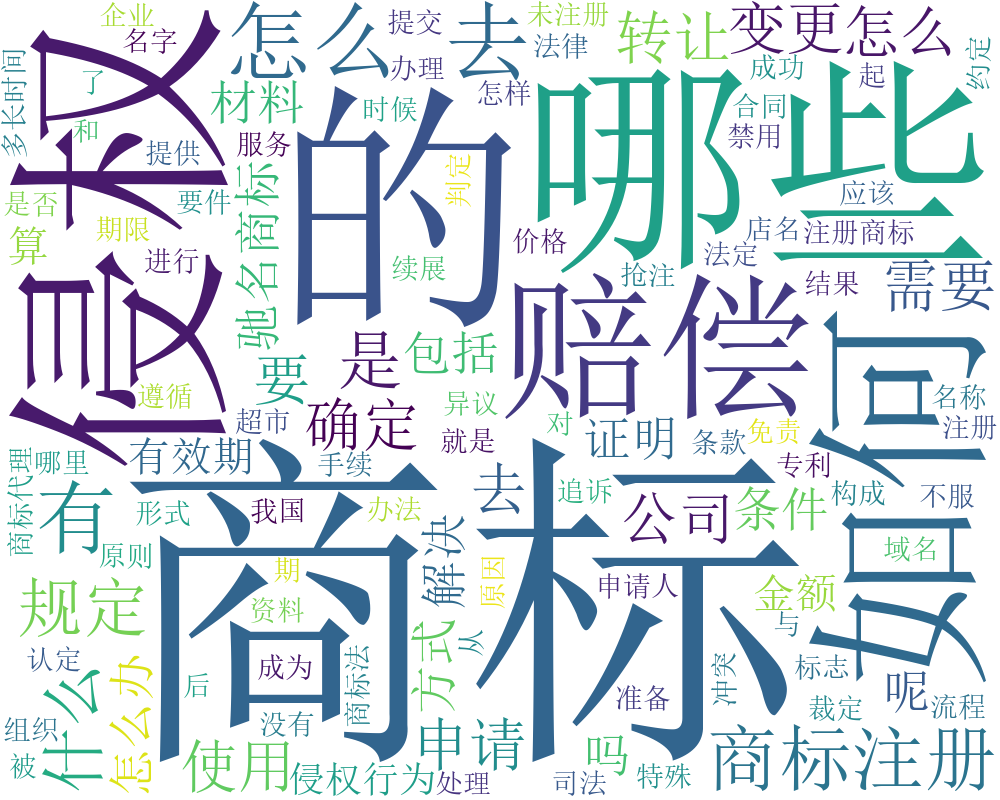 企业
名字
提交
未注册
怎么
去
转让
变更
怎么
法律
成功
起
约定
多长时间
了
和
办理
怎样
材料
时候
合同
禁用
侵权
的
哪些
提供
服务
判定
是否
要件
应该
算
期限
店名
注册商标
驰名商标
进行
价格
法定
续展
抢注
结果
需要
赔偿
如何
是
包括
要
遵循
确定
异议
超市
就是
对
证明
条款
免责
名称
注册
有效期
手续
去
专利
商标代理
哪里
有
形式
我国
办法
解决
追诉
公司
条件
构成
不服
原则
商标
域名
期
原因
申请人
金额
规定
资料
方式
从
与
认定
成为
商标法
冲突
标志
呢
什么
怎么办
后
准备
裁定
流程
组织
没有
申请
吗
商标注册
被
使用
侵权行为
处理
司法
特殊